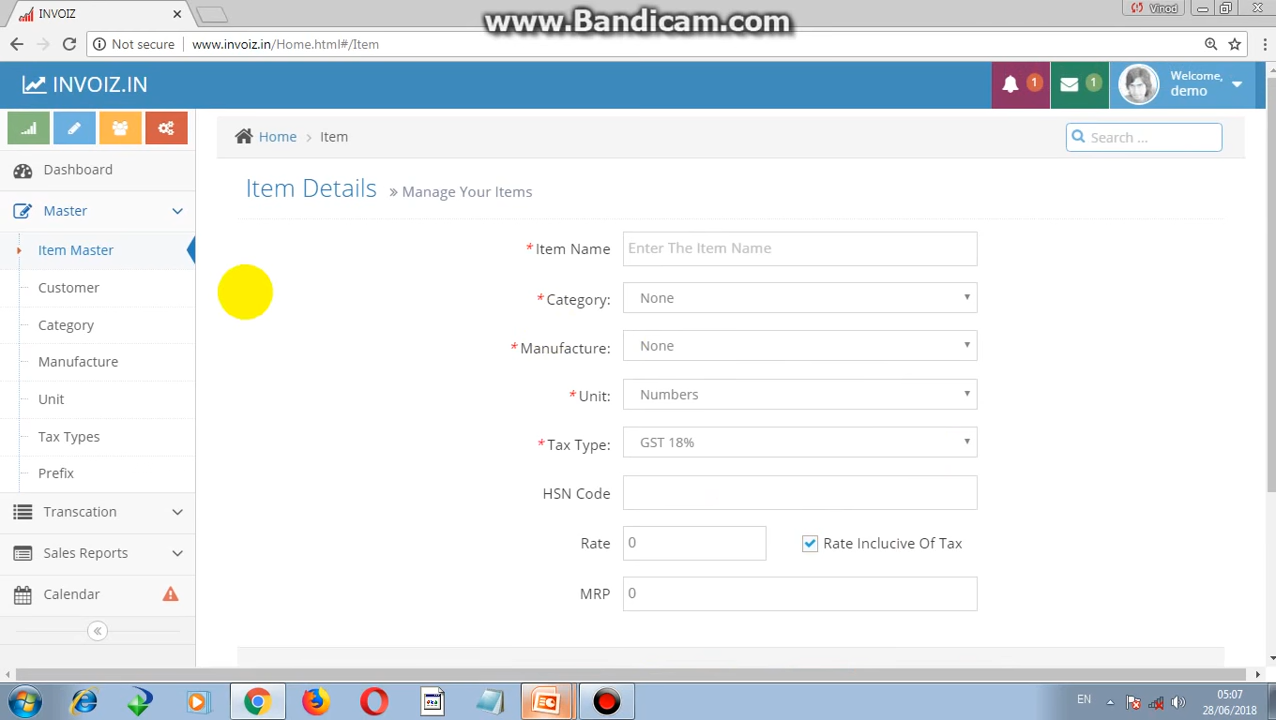 INVOIZ
www.Bandicam.com
Vinod
Not secure
www.invoiz.in/Home.html#/Item
INVOIZ.IN
1
1
Welcome,
demo
Home > Item
Search ...
Dashboard
Master
Item Master
Customer
Category
Manufacture
Unit
Tax Types
Prefix
Transcation
Sales Reports
Calendar
Item Details » Manage Your Items
*Item Name Enter The Item Name
*Category: None
*Manufacture: None
*Unit: Numbers
*Tax Type: GST 18%
HSN Code
Rate 0 Rate Inclucive Of Tax
MRP 0
EN
05:07
28/06/2018